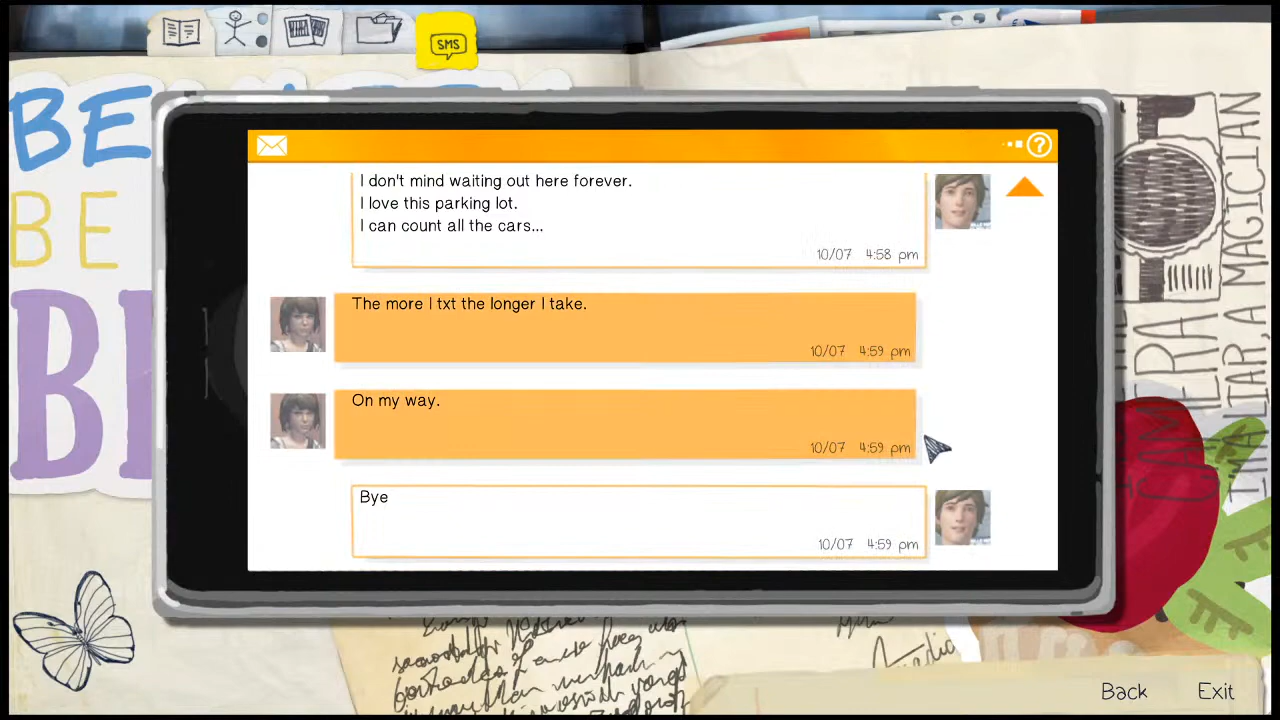 SMS
BE
BE
I don't mind waiting out here forever.
I love this parking lot.
I can count all the cars...
10/07 4:58 pm
The more I txt the longer I take.
10/07 4:59 pm
On my way.
10/07 4:59 pm
Bye
10/07 4:59 pm
CAMERA
LIAR, A MAGICIAN
Back
Exit